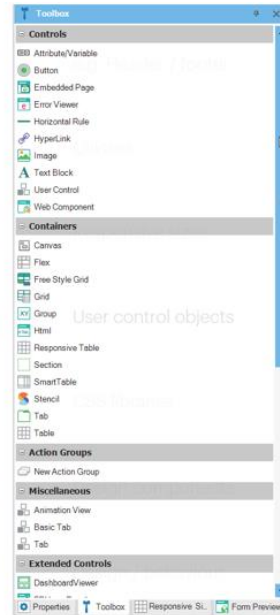 Toolbox
Controls
Attribute/Variable
Button
Embedded Page
Error Viewer
Horizontal Rule
HyperLink
Image
Text Block
User Control
Web Component
Containers
Canvas
Flex
Free Style Grid
Grid
Group
User control objects
Html
Responsive Table
Section
SmartTable
Stencil
Tab
Table
Action Groups
New Action Group
Miscellaneous
Animation View
Basic Tab
Tab
Extended Controls
DashboardViewer
Properties Toolbox Responsive Si.. Form Preview